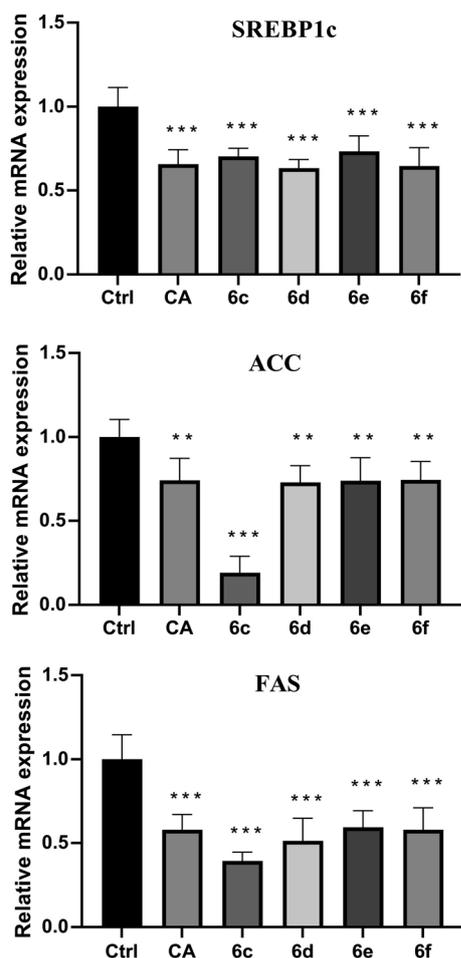 SREBP1c
Relative mRNA expression
1.5
1.0
0.5
0.0
*** *** *** *** ***
Ctrl CA 6c 6d 6e 6f
ACC
Relative mRNA expression
1.5
1.0
0.5
0.0
** *** ** ** **
Ctrl CA 6c 6d 6e 6f
FAS
Relative mRNA expression
1.5
1.0
0.5
0.0
*** *** *** *** ***
Ctrl CA 6c 6d 6e 6f